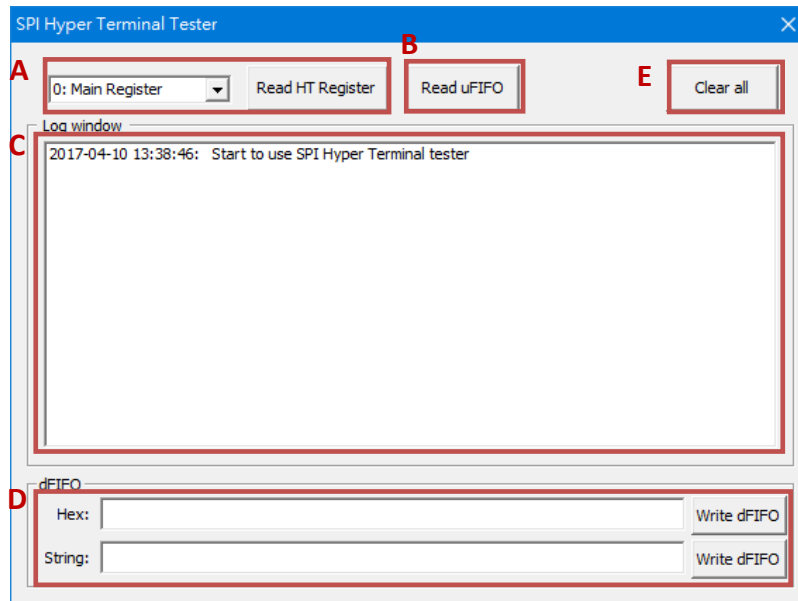 SPI Hyper Terminal Tester
B
A
0: Main Register
Read HT Register
Read uFIFO
E
Clear all
Log window
C
2017-04-10 13:38:46: Start to use SPI Hyper Terminal tester
dFIFO
D
Hex:
Write dFIFO
String:
Write dFIFO